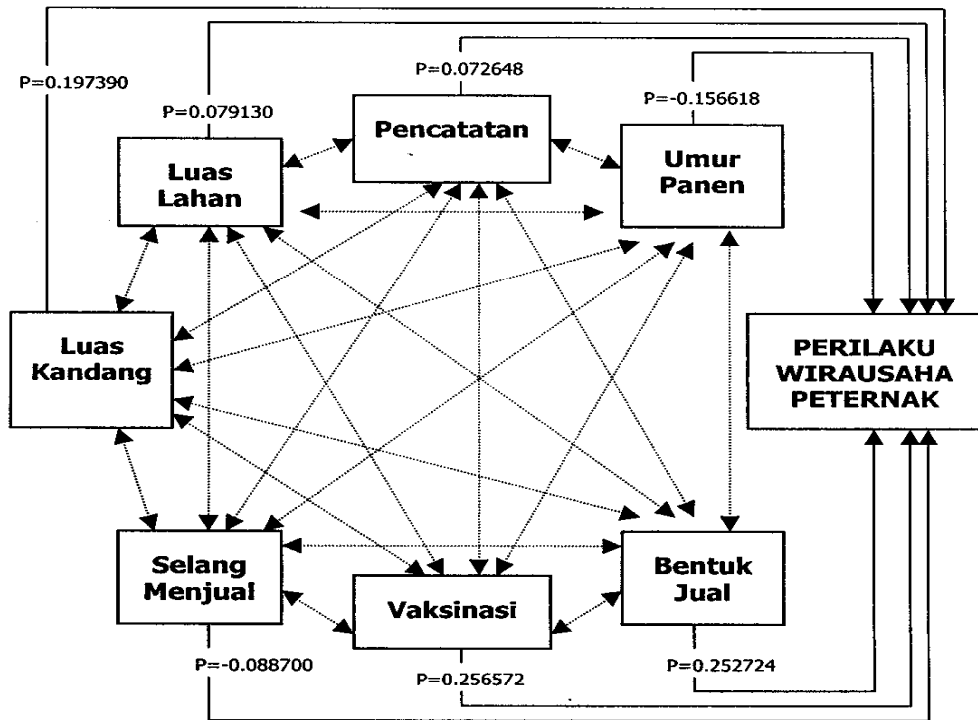 P=0.197390
P=0.079130
P=0.072648
P=-0.156618
Pencatatan
Luas
Lahan
Umur
Panen
Luas
Kandang
PERILAKU
WIRAUSAHA
PETERNAK
Selang
Menjual
Vaksinasi
Bentuk
Jual
P=-0.088700
P=0.256572
P=0.252724